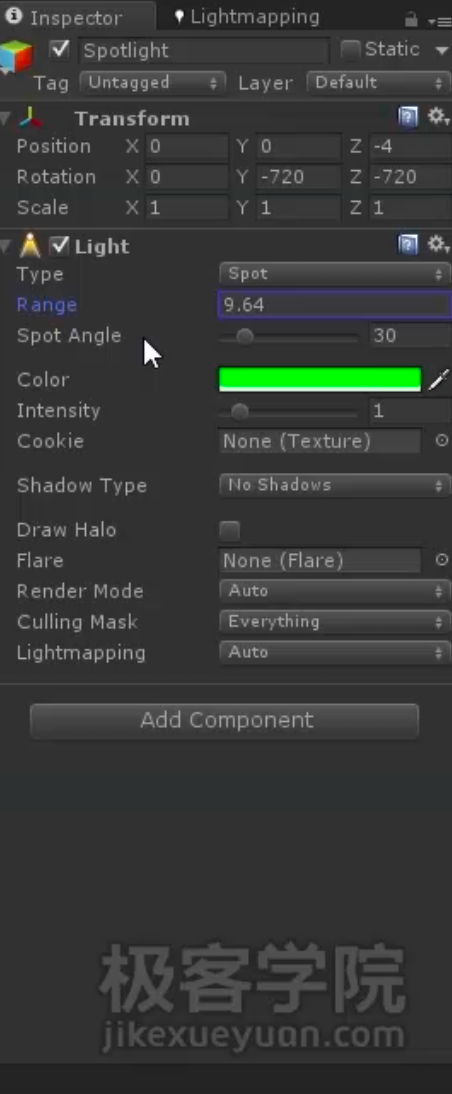 Inspector Lightmapping
Spotlight Static
Tag Untagged Layer Default
Transform
Position X 0 Y 0 Z -4
Rotation X 0 Y -720 Z -720
Scale X 1 Y 1 Z 1
Light
Type Spot
Range 9.64
Spot Angle 30
Color
Intensity 1
Cookie None (Texture)
Shadow Type No Shadows
Draw Halo
Flare None (Flare)
Render Mode Auto
Culling Mask Everything
Lightmapping Auto
Add Component
极客学院
jikexueyuan.com